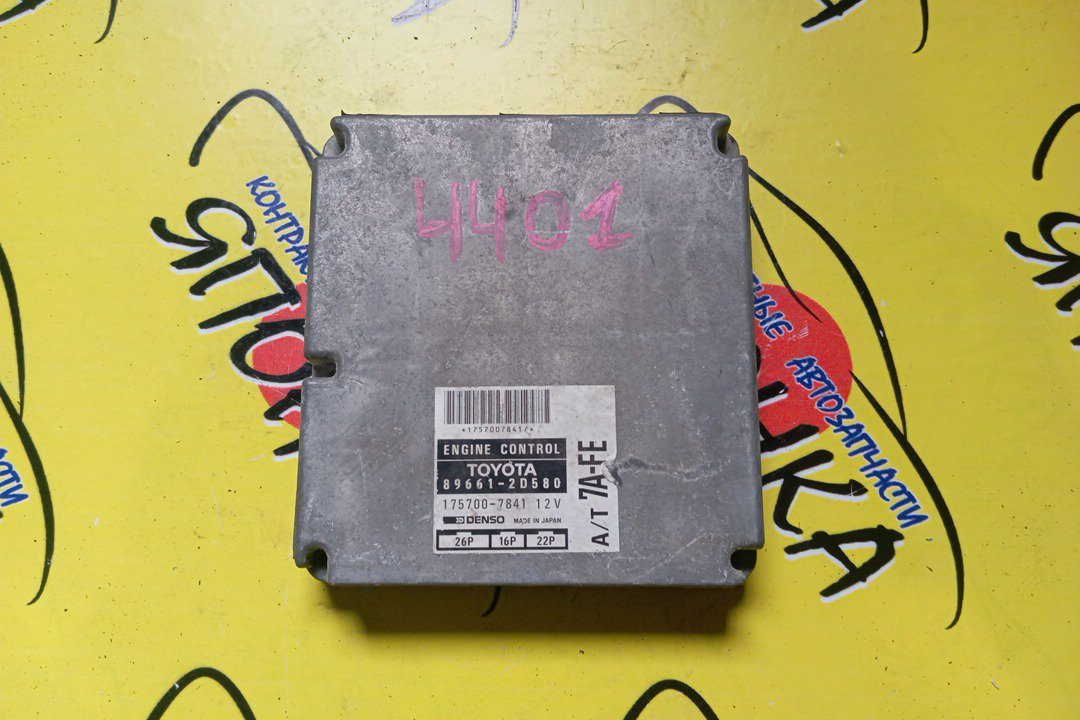 4401
*1757007841/*
ENGINE CONTROL
TOYOTA
89661-2D580
175700-7841 12V
DENSO MADE IN JAPAN
26P 16P 22P
A/T 7A-FE
АВТОЗАПЧАСТИ